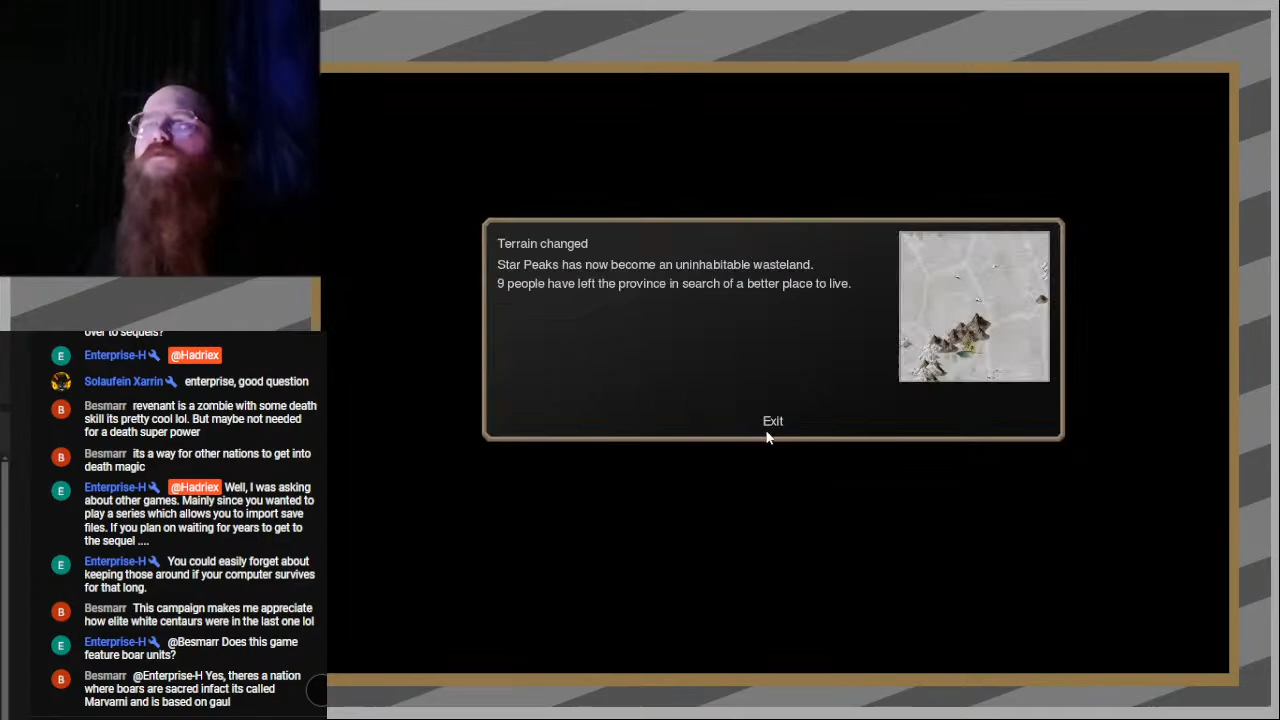 Terrain changed
Star Peaks has now become an uninhabitable wasteland.
9 people have left the province in search of a better place to live.
Exit
over to sequels?
E Enterprise-H @Hadriex
Solaufein Xarrin enterprise, good question
B Besmarr revenant is a zombie with some death
skill its pretty cool lol. But maybe not needed
for a death super power
B Besmarr its a way for other nations to get into
death magic
E Enterprise-H @Hadriex Well, I was asking
about other games. Mainly since you wanted to
play a series which allows you to import save
files. If you plan on waiting for years to get to
the sequel ....
E Enterprise-H You could easily forget about
keeping those around if your computer survives
for that long.
B Besmarr This campaign makes me appreciate
how elite white centaurs were in the last one lol
E Enterprise-H @Besmarr Does this game
feature boar units?
B Besmarr @Enterprise-H Yes, theres a nation
where boars are sacred infact its called
Marvarni and is based on gaul